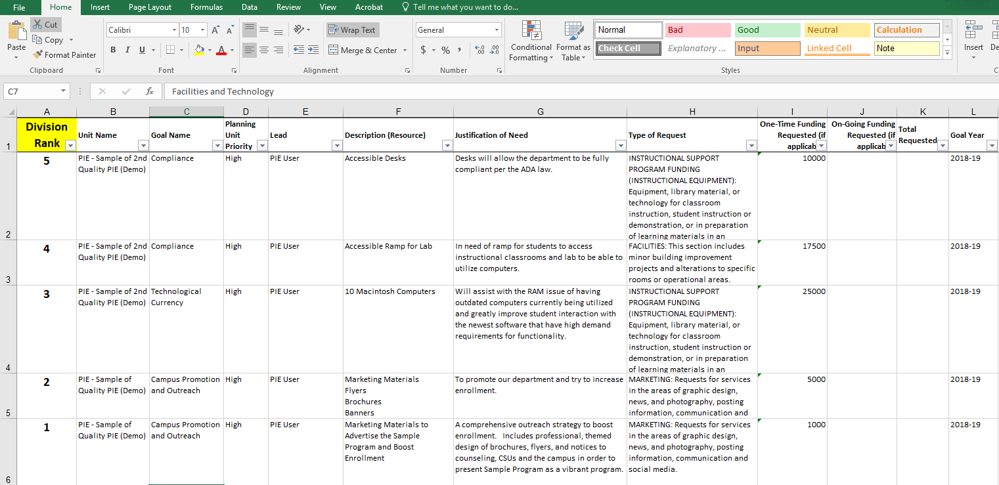 File Home Insert Page Layout Formulas Data Review View Acrobat Tell me what you want to do...
Cut
Copy
Format Painter
Paste
Clipboard
Calibri 10 A A
B I U A
Font
Wrap Text
Merge & Center
Alignment
General
$ % , .0 .00 .00 .0
Number
Conditional Formatting
Format as Table
Normal Bad Good Neutral Calculation
Check Cell Explanatory ... Input Linked Cell Note
Styles
Insert
C7 fx Facilities and Technology
A B C D E F G H I J K L
1
Division
Rank
Unit Name
Goal Name
Planning
Unit
Priority
Lead
Description (Resource)
Justification of Need
Type of Request
One-Time Funding
Requested (if
applicab
On-Going Funding
Requested (if
applicab
Total
Requested
Goal Year
2
5
PIE - Sample of 2nd
Quality PIE (Demo)
Compliance
High
PIE User
Accessible Desks
Desks will allow the department to be fully
compliant per the ADA law.
INSTRUCTIONAL SUPPORT
PROGRAM FUNDING
(INSTRUCTIONAL EQUIPMENT):
Equipment, library material, or
technology for classroom
instruction, student instruction or
demonstration, or in preparation
of learning materials in an
10000
2018-19
3
4
PIE - Sample of 2nd
Quality PIE (Demo)
Compliance
High
PIE User
Accessible Ramp for Lab
In need of ramp for students to access
instructional classrooms and lab to be able to
utilize computers.
FACILITIES: This section includes
minor building improvement
projects and alterations to specific
rooms or operational areas.
17500
2018-19
4
3
PIE - Sample of 2nd
Quality PIE (Demo)
Technological
Currency
High
PIE User
10 Macintosh Computers
Will assist with the RAM issue of having
outdated computers currently being utilized
and greatly improve student interaction with
the newest software that have high demand
requirements for functionality.
INSTRUCTIONAL SUPPORT
PROGRAM FUNDING
(INSTRUCTIONAL EQUIPMENT):
Equipment, library material, or
technology for classroom
instruction, student instruction or
demonstration, or in preparation
of learning materials in an
25000
2018-19
5
2
PIE - Sample of
Quality PIE (Demo)
Campus Promotion
and Outreach
High
PIE User
Marketing Materials
Flyers
Brochures
Banners
To promote our department and try to increase
enrollment.
MARKETING: Requests for services
in the areas of graphic design,
news, and photography, posting
information, communication and
5000
2018-19
6
1
PIE - Sample of
Quality PIE (Demo)
Campus Promotion
and Outreach
High
PIE User
Marketing Materials to
Advertise the Sample
Program and Boost
Enrollment
A comprehensive outreach strategy to boost
enrollment. Includes professional, themed
design of brochures, flyers, and notices to
counseling, CSUs and the campus in order to
present Sample Program as a vibrant program.
MARKETING: Requests for services
in the areas of graphic design,
news, and photography, posting
information, communication and
social media.
1000
2018-19